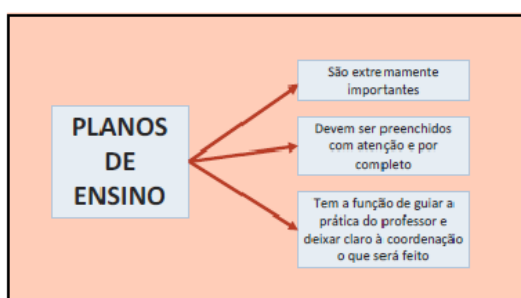 PLANOS
DE
ENSINO
São extremamente
importantes
Devem ser preenchidos
com atenção e por
completo
Tem a função de guiar a
prática do professor e
deixar claro à coordenação
o que será feito